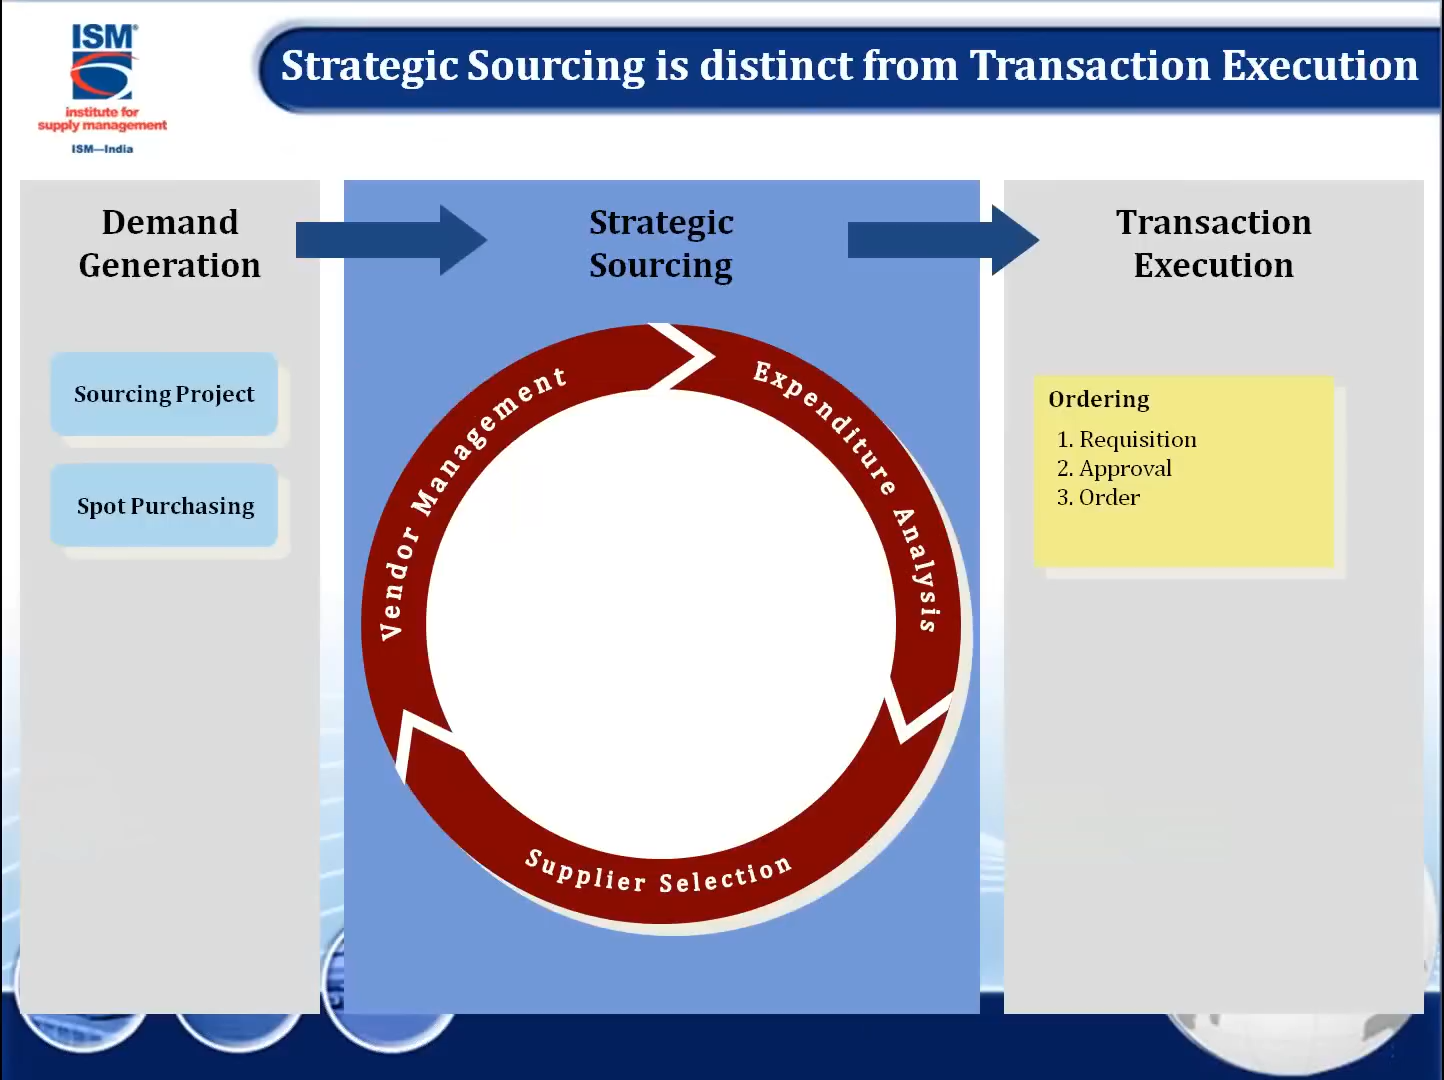 ISM®
institute for
supply management
ISM—India
Strategic Sourcing is distinct from Transaction Execution
Demand
Generation
Sourcing Project
Spot Purchasing
Strategic
Sourcing
Vendor Management
Expenditure Analysis
Supplier Selection
Transaction
Execution
Ordering
1. Requisition
2. Approval
3. Order